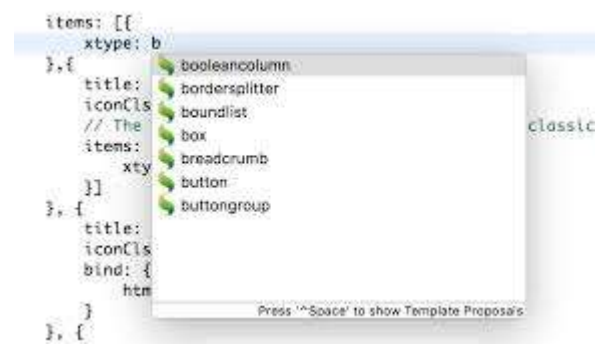 items: [{
xtype: b
},{
title:
iconCls
// The classic
items:
xty
}]
}, {
title:
iconCls
bind: {
htm
}
}, {
booleancolumn
bordersplitter
boundlist
box
breadcrumb
button
buttongroup
Press '^Space' to show Template Proposals